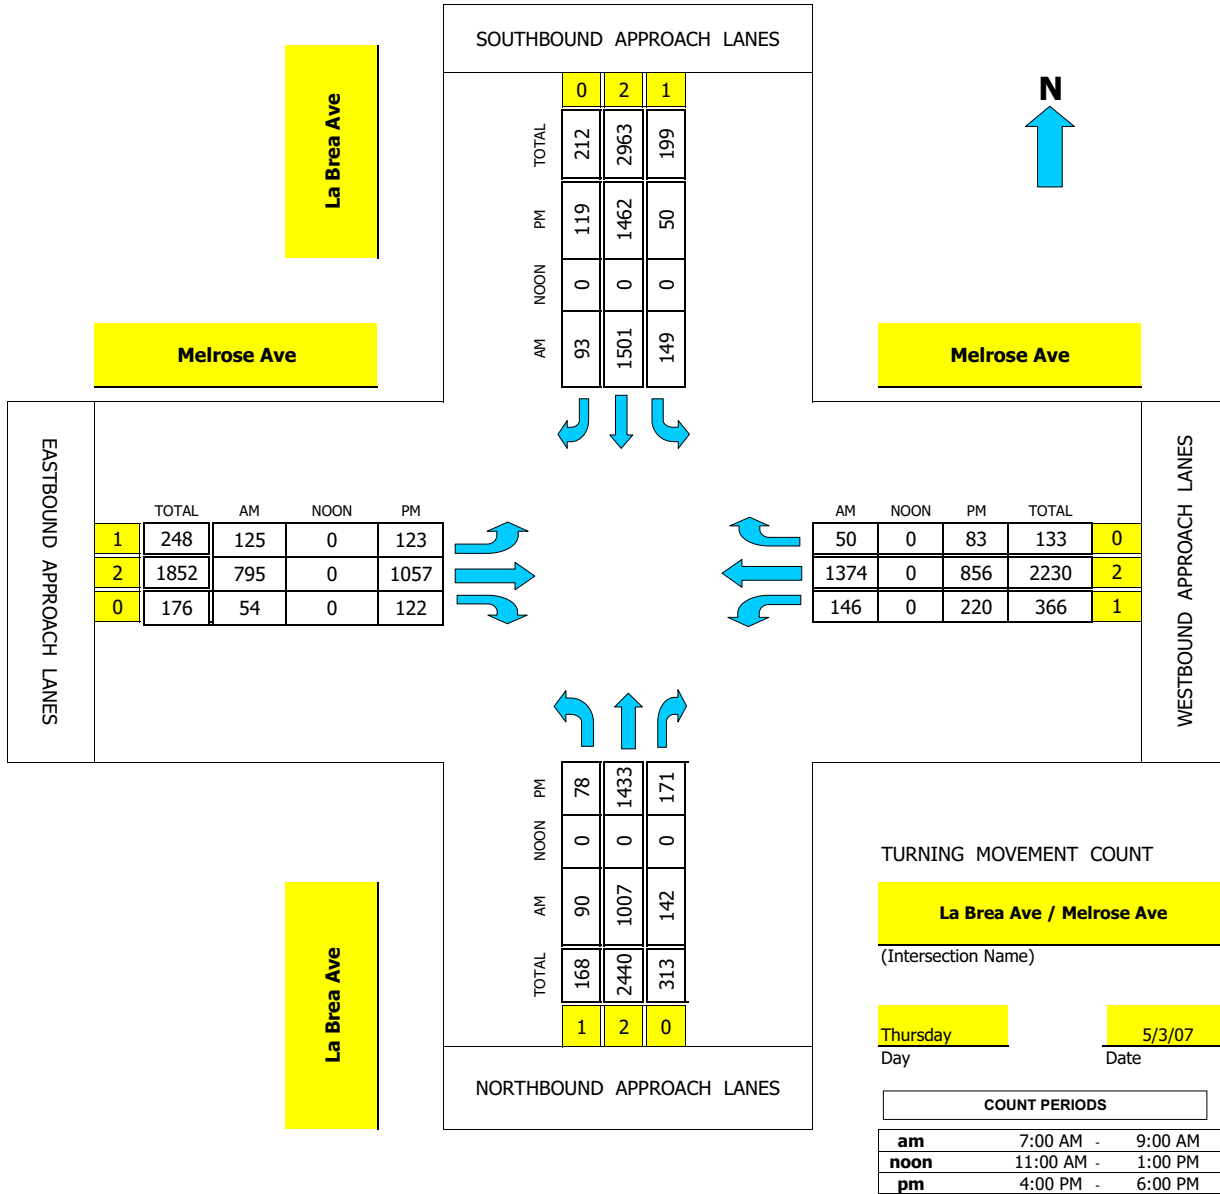 SOUTHBOUND APPROACH LANES
0 2 1
TOTAL 212 2963 199
PM 119 1462 50
NOON 0 0 0
AM 93 1501 149
La Brea Ave
N
Melrose Ave
Melrose Ave
EASTBOUND APPROACH LANES
TOTAL AM NOON PM
1 248 125 0 123
2 1852 795 0 1057
0 176 54 0 122
AM NOON PM TOTAL
50 0 83 133 0
1374 0 856 2230 2
146 0 220 366 1
WESTBOUND APPROACH LANES
PM 78 1433 171
NOON 0 0 0
AM 90 1007 142
TOTAL 168 2440 313
1 2 0
NORTHBOUND APPROACH LANES
La Brea Ave
TURNING MOVEMENT COUNT
La Brea Ave / Melrose Ave
(Intersection Name)
Thursday 5/3/07
Day Date
COUNT PERIODS
am 7:00 AM - 9:00 AM
noon 11:00 AM - 1:00 PM
pm 4:00 PM - 6:00 PM